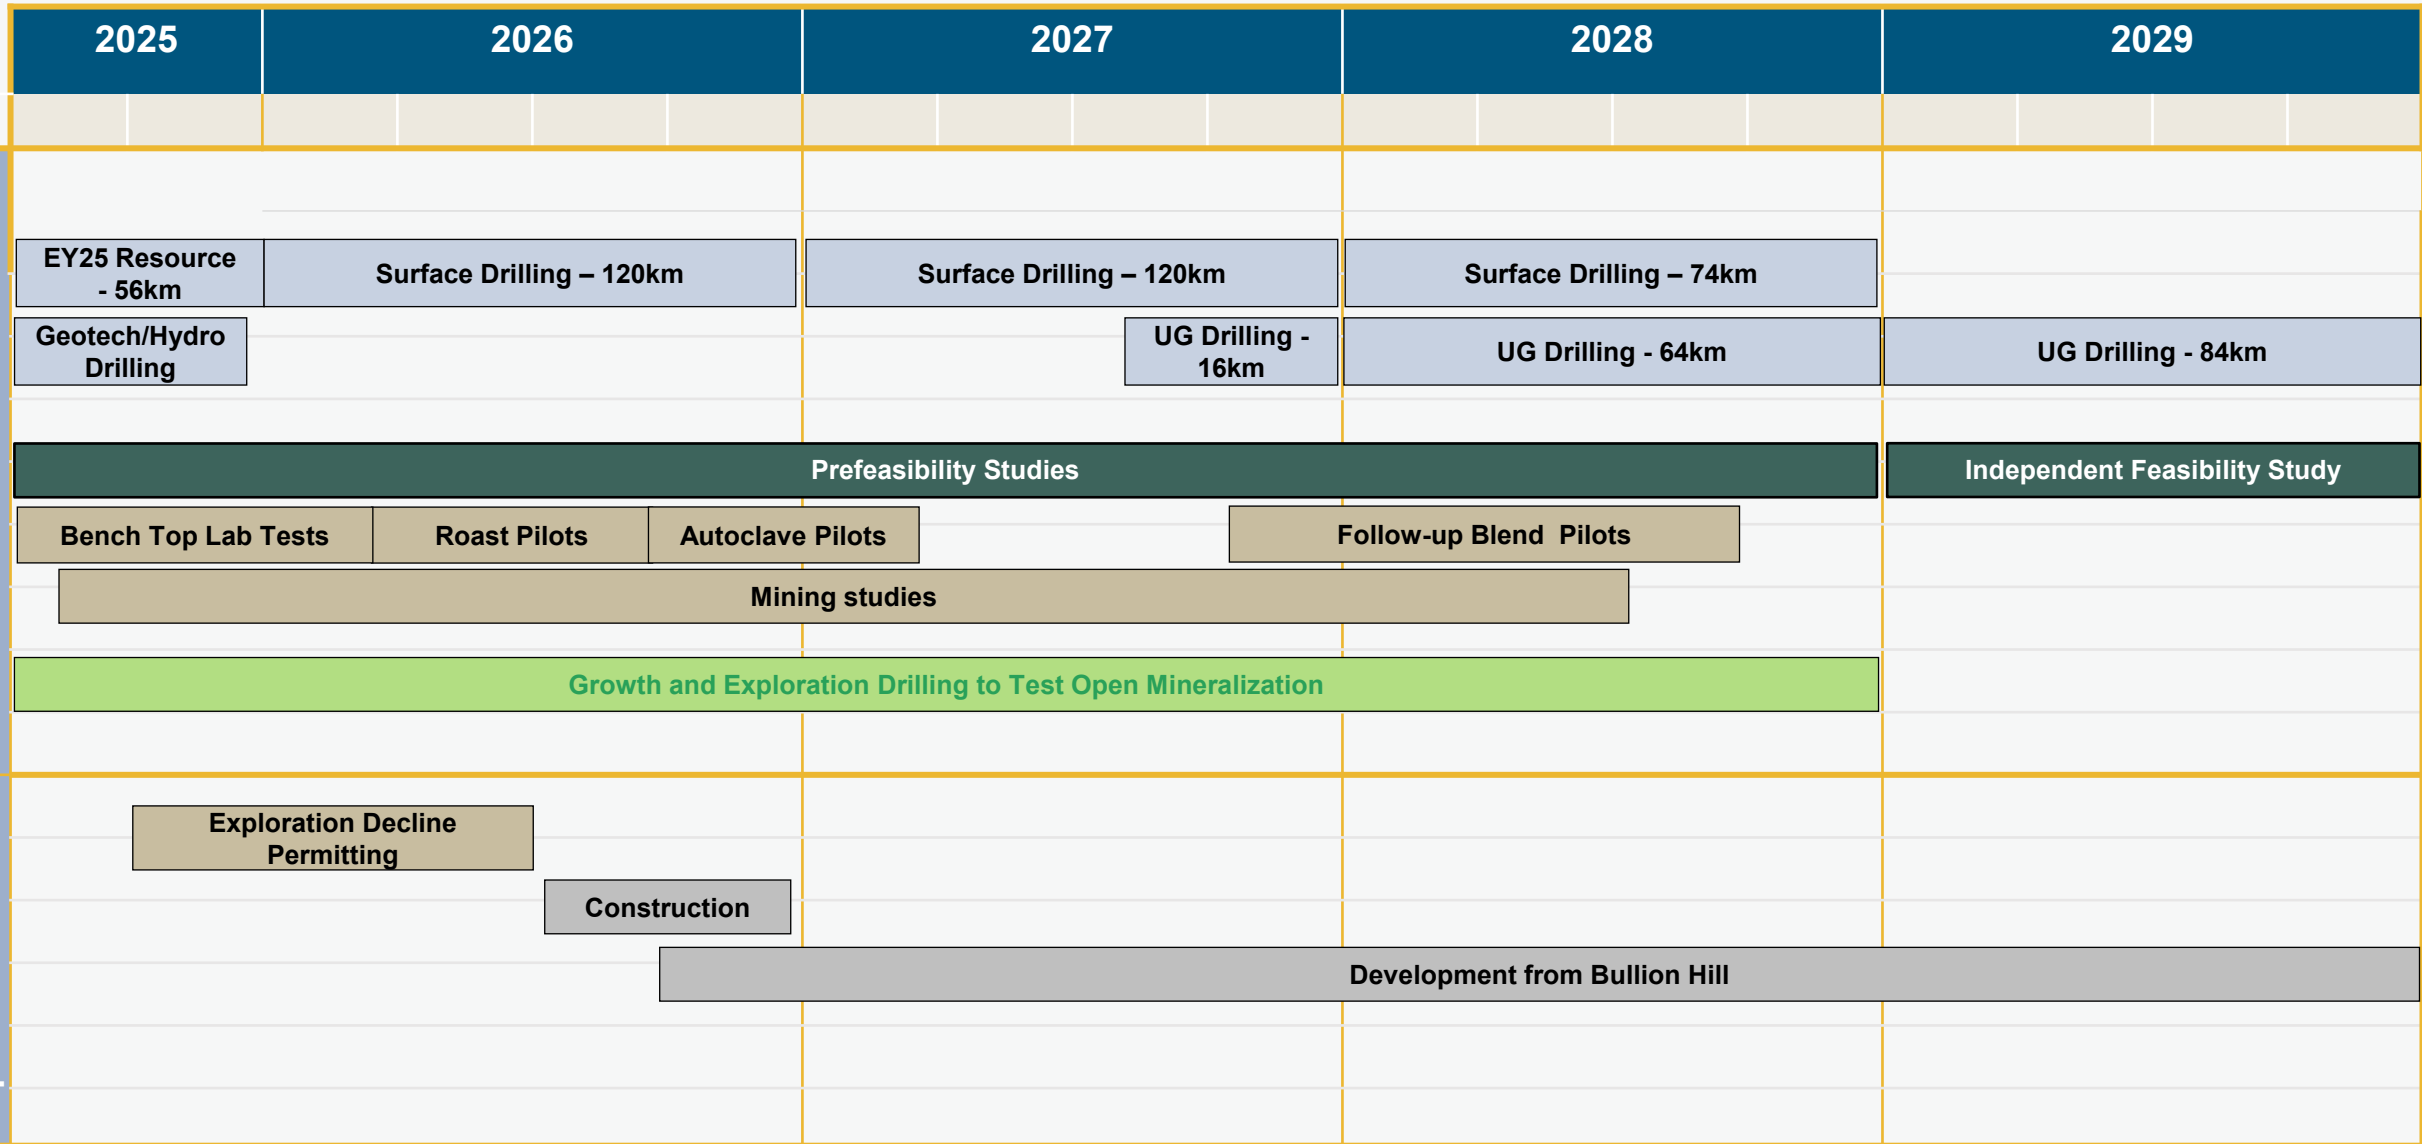 2025
2026
2027
2028
2029
EY25 Resource
- 56km
Surface Drilling – 120km
Surface Drilling – 120km
Surface Drilling – 74km
Geotech/Hydro
Drilling
UG Drilling -
16km
UG Drilling - 64km
UG Drilling - 84km
Prefeasibility Studies
Independent Feasibility Study
Bench Top Lab Tests
Roast Pilots
Autoclave Pilots
Follow-up Blend  Pilots
Mining studies
Growth and Exploration Drilling to Test Open Mineralization
Exploration Decline
Permitting
Construction
Development from Bullion Hill